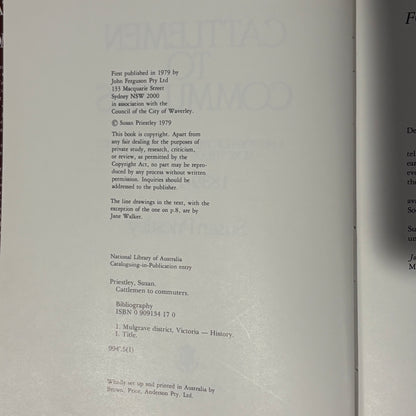 First published in 1979 by
John Ferguson Pty Ltd
133 Macquarie Street
Sydney NSW 2000
in association with the
Council of the City of Waverley.
© Susan Priestley 1979
This book is copyright. Apart from
any fair dealing for the purposes of
private study, research, criticism,
or review, as permitted by the
Copyright Act, no part may be repro-
duced by any process without written
permission. Inquiries should be
addressed to the publisher.
The line drawings in the text, with the
exception of the one on p.8, are by
Jane Walker.
National Library of Australia
Cataloguing-in-Publication entry
Priestley, Susan.
Cattlemen to commuters.
Bibliography
ISBN 0 909134 17 0
1. Mulgrave district, Victoria — History.
I. Title.
994.5(1)
Wholly set up and printed in Australia by
Brown, Prior, Anderson Pty. Ltd.